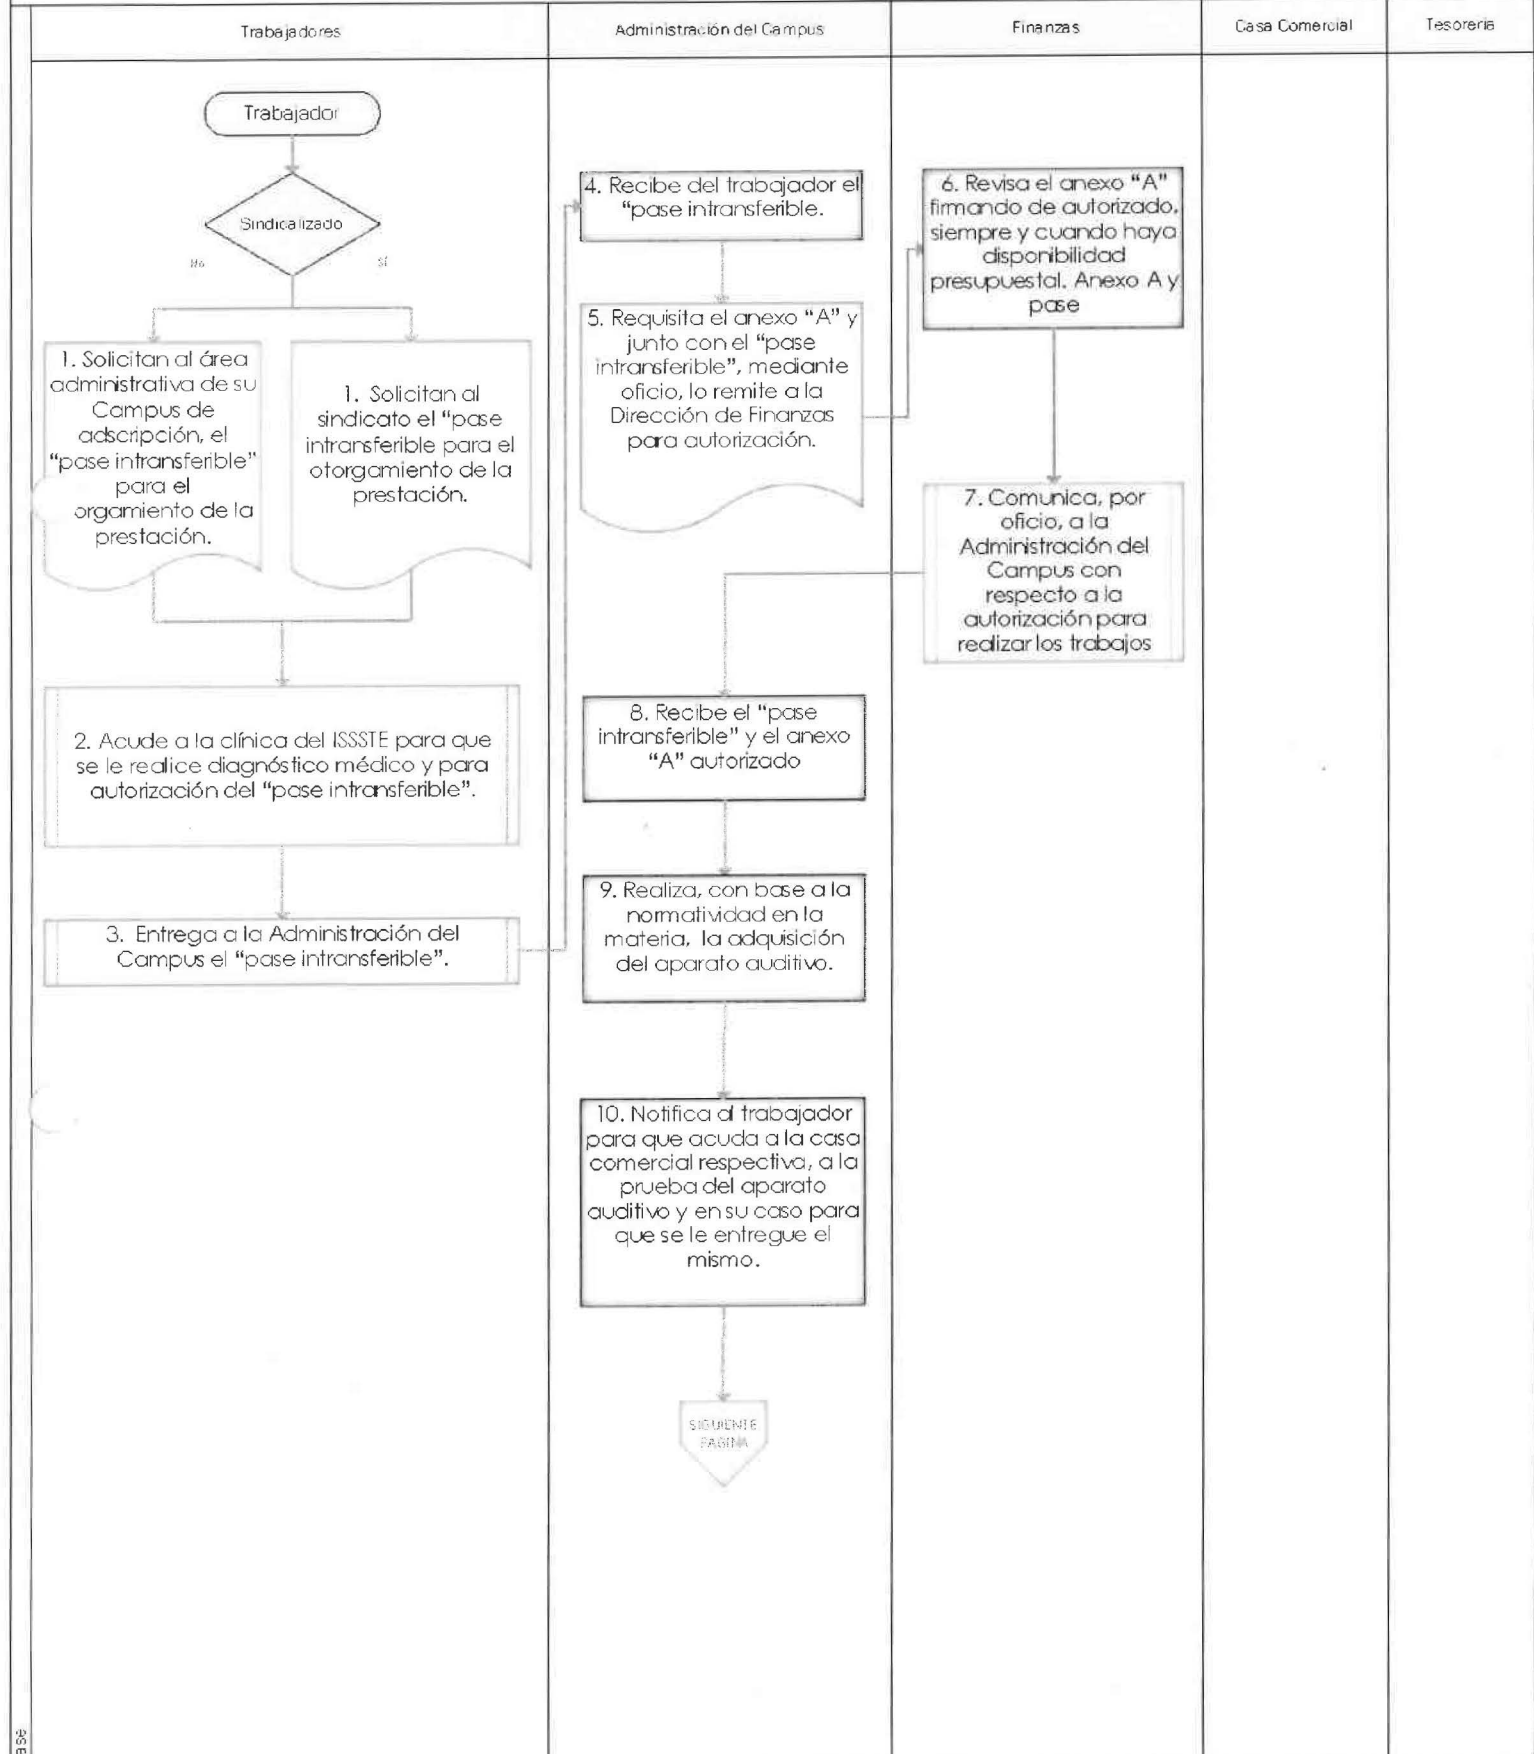 Trabajadores
Administración del Campus
Finanzas
Casa Comercial
Tesorería
Trabajador
Sindicalizado
No
Sí
1. Solicitan al área
administrativa de su
Campus de
adscripción, el
“pase intransferible”
para el
orgamiento de la
prestación.
1. Solicitan al
sindicato el “pase
intransferible para el
otorgamiento de la
prestación.
2. Acude a la clínica del ISSSTE para que
se le realice diagnóstico médico y para
autorización del “pase intransferible”.
3. Entrega a la Administración del
Campus el “pase intransferible”.
4. Recibe del trabajador el
“pase intransferible.
5. Requisita el anexo “A” y
junto con el “pase
intransferible”, mediante
oficio, lo remite a la
Dirección de Finanzas
para autorización.
6. Revisa el anexo “A”
firmando de autorizado,
siempre y cuando haya
disponibilidad
presupuestal. Anexo A y
pase
7. Comunica, por
oficio, a la
Administración del
Campus con
respecto a la
autorización para
realizar los trabajos
8. Recibe el “pase
intransferible” y el anexo
“A” autorizado
9. Realiza, con base a la
normatividad en la
materia, la adquisición
del aparato auditivo.
10. Notifica al trabajador
para que acuda a la casa
comercial respectiva, a la
prueba del aparato
auditivo y en su caso para
que se le entregue el
mismo.
SIGUIENTE
PAGINA
ase